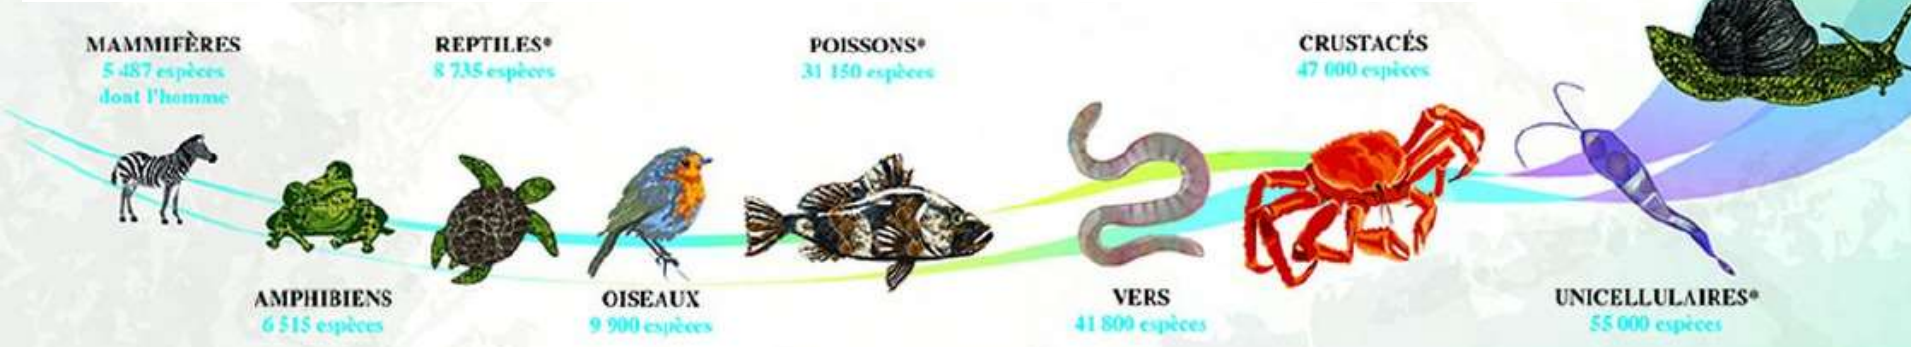 MAMMIFÈRES
5 487 espèces
dont l'homme
AMPHIBIENS
6 515 espèces
REPTILES*
8 735 espèces
OISEAUX
9 900 espèces
POISSONS*
31 150 espèces
VERS
41 800 espèces
CRUSTACÉS
47 000 espèces
UNICELLULAIRES*
55 000 espèces